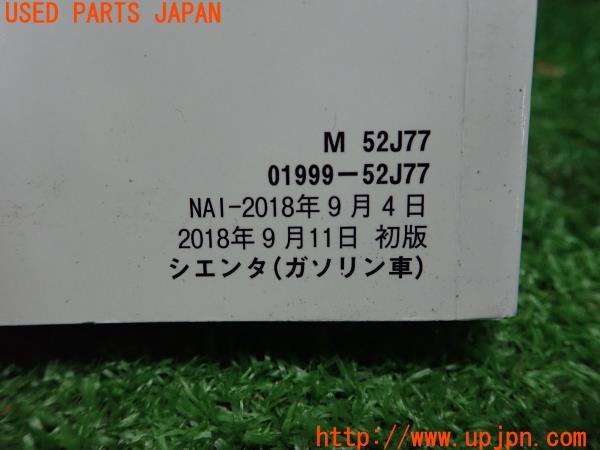 USED PARTS JAPAN
M 52J77
01999-52J77
NAI-2018年9月4日
2018年9月11日 初版
シエンタ(ガソリン車)
http://www.upjpn.com